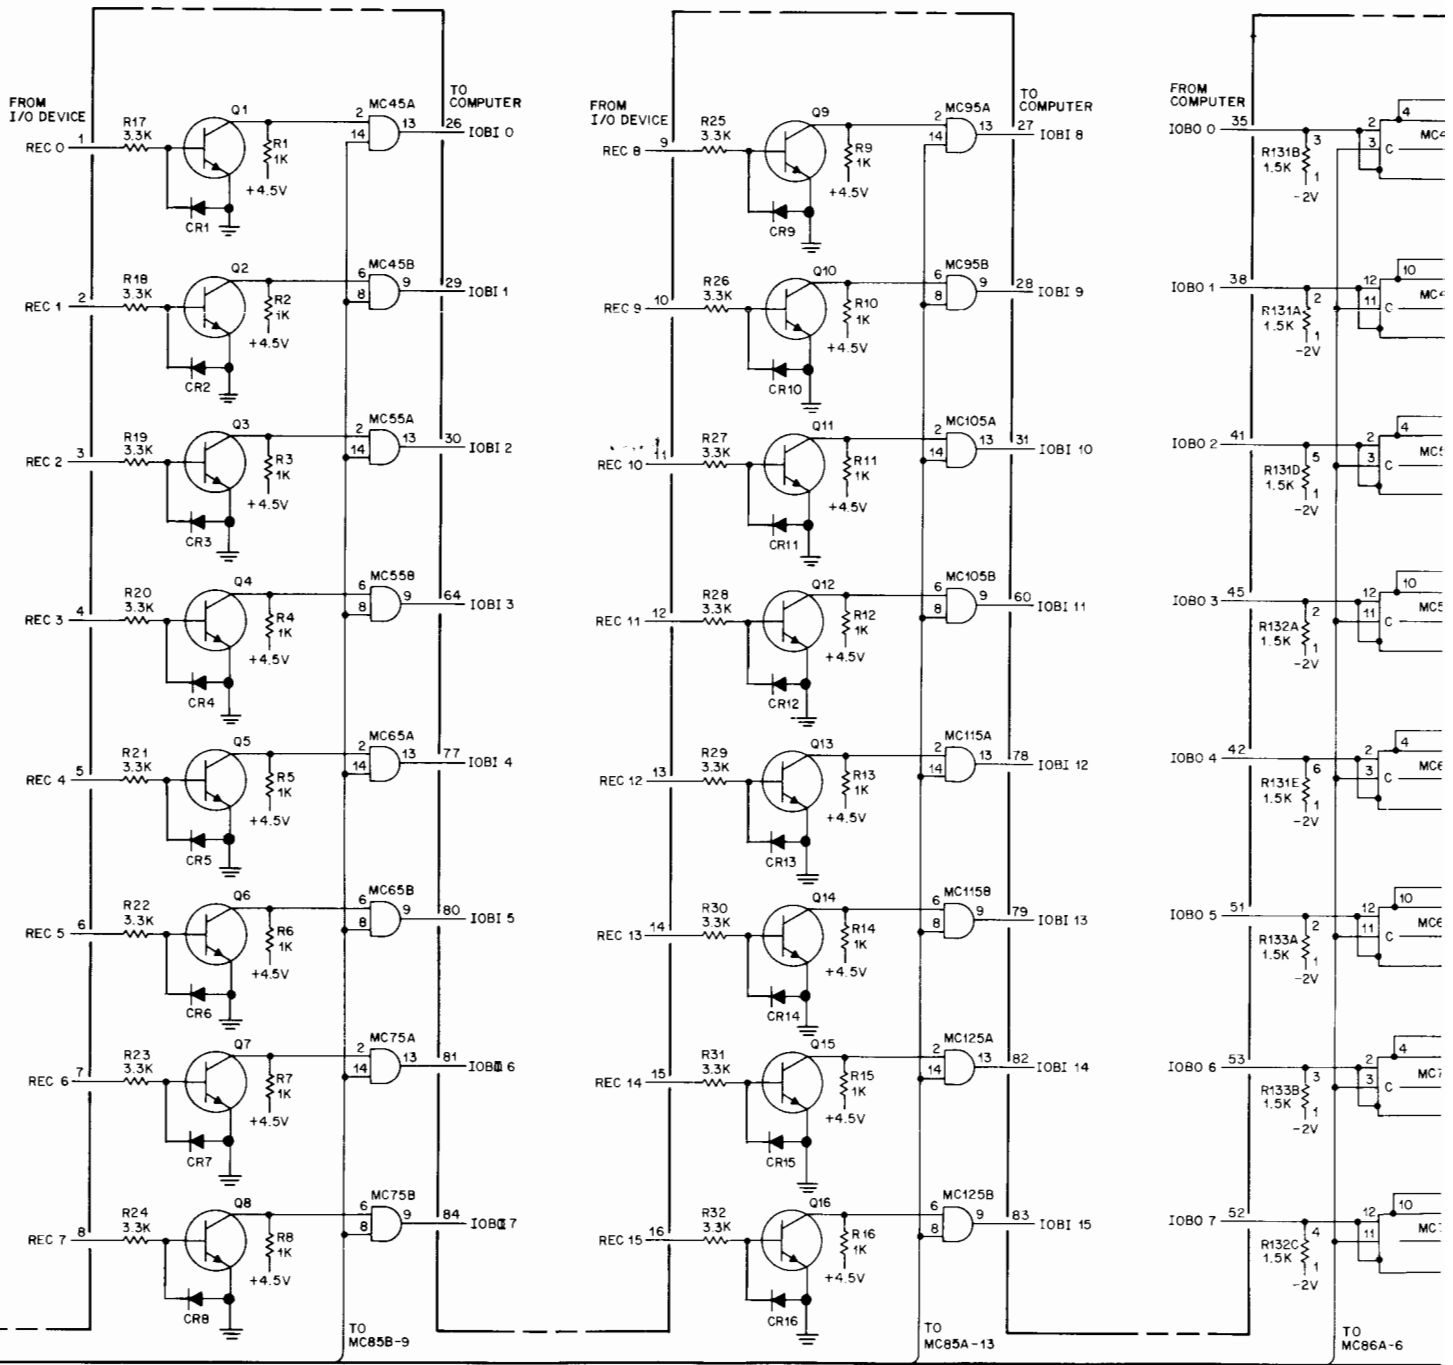 FROM
I/O DEVICE
TO
COMPUTER
REC 0 1 R17 3.3K Q1 R1 1K +4.5V CR1 2 14 MC45A 13 26 IOBI 0
REC 1 2 R18 3.3K Q2 R2 1K +4.5V CR2 6 8 MC45B 9 29 IOBI 1
REC 2 3 R19 3.3K Q3 R3 1K +4.5V CR3 2 14 MC55A 13 30 IOBI 2
REC 3 4 R20 3.3K Q4 R4 1K +4.5V CR4 6 8 MC55B 9 64 IOBI 3
REC 4 5 R21 3.3K Q5 R5 1K +4.5V CR5 2 14 MC65A 13 77 IOBI 4
REC 5 6 R22 3.3K Q6 R6 1K +4.5V CR6 6 8 MC65B 9 80 IOBI 5
REC 6 7 R23 3.3K Q7 R7 1K +4.5V CR7 2 14 MC75A 13 81 IOBI 6
REC 7 8 R24 3.3K Q8 R8 1K +4.5V CR8 6 8 MC75B 9 84 IOBI 7
TO
MC85B-9
FROM
I/O DEVICE
TO
COMPUTER
REC 8 9 R25 3.3K Q9 R9 1K +4.5V CR9 2 14 MC95A 13 27 IOBI 8
REC 9 10 R26 3.3K Q10 R10 1K +4.5V CR10 6 8 MC95B 9 28 IOBI 9
REC 10 11 R27 3.3K Q11 R11 1K +4.5V CR11 2 14 MC105A 13 31 IOBI 10
REC 11 12 R28 3.3K Q12 R12 1K +4.5V CR12 6 8 MC105B 9 60 IOBI 11
REC 12 13 R29 3.3K Q13 R13 1K +4.5V CR13 2 14 MC115A 13 78 IOBI 12
REC 13 14 R30 3.3K Q14 R14 1K +4.5V CR14 6 8 MC115B 9 79 IOBI 13
REC 14 15 R31 3.3K Q15 R15 1K +4.5V CR15 2 14 MC125A 13 82 IOBI 14
REC 15 16 R32 3.3K Q16 R16 1K +4.5V CR16 6 8 MC125B 9 83 IOBI 15
TO
MC85A-13
FROM
COMPUTER
IOBO 0 35 R131B 1.5K 3 1 -2V 2 3 C 4
IOBO 1 38 R131A 1.5K 2 1 -2V 12 11 C 10
IOBO 2 41 R131D 1.5K 5 1 -2V 2 3 C 4
IOBO 3 45 R132A 1.5K 2 1 -2V 12 11 C 10
IOBO 4 42 R131E 1.5K 6 1 -2V 2 3 C 4
IOBO 5 51 R133A 1.5K 2 1 -2V 12 11 C 10
IOBO 6 53 R133B 1.5K 3 1 -2V 2 3 C 4
IOBO 7 52 R132C 1.5K 4 1 -2V 12 11 C 10
TO
MC86A-6